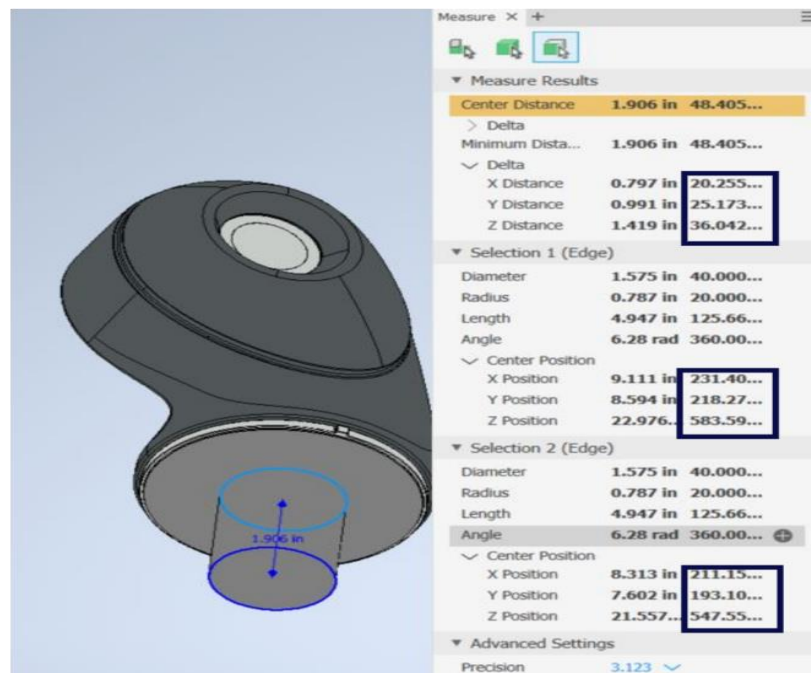 Measure × +
Measure Results
Center Distance 1.906 in 48.405...
Delta
Minimum Dista... 1.906 in 48.405...
Delta
X Distance 0.797 in 20.255...
Y Distance 0.991 in 25.173...
Z Distance 1.419 in 36.042...
Selection 1 (Edge)
Diameter 1.575 in 40.000...
Radius 0.787 in 20.000...
Length 4.947 in 125.66...
Angle 6.28 rad 360.00...
Center Position
X Position 9.111 in 231.40...
Y Position 8.594 in 218.27...
Z Position 22.976... 583.59...
Selection 2 (Edge)
Diameter 1.575 in 40.000...
Radius 0.787 in 20.000...
Length 4.947 in 125.66...
Angle 6.28 rad 360.00...
Center Position
X Position 8.313 in 211.15...
Y Position 7.602 in 193.10...
Z Position 21.557... 547.55...
Advanced Settings
Precision 3.123
1.906 in